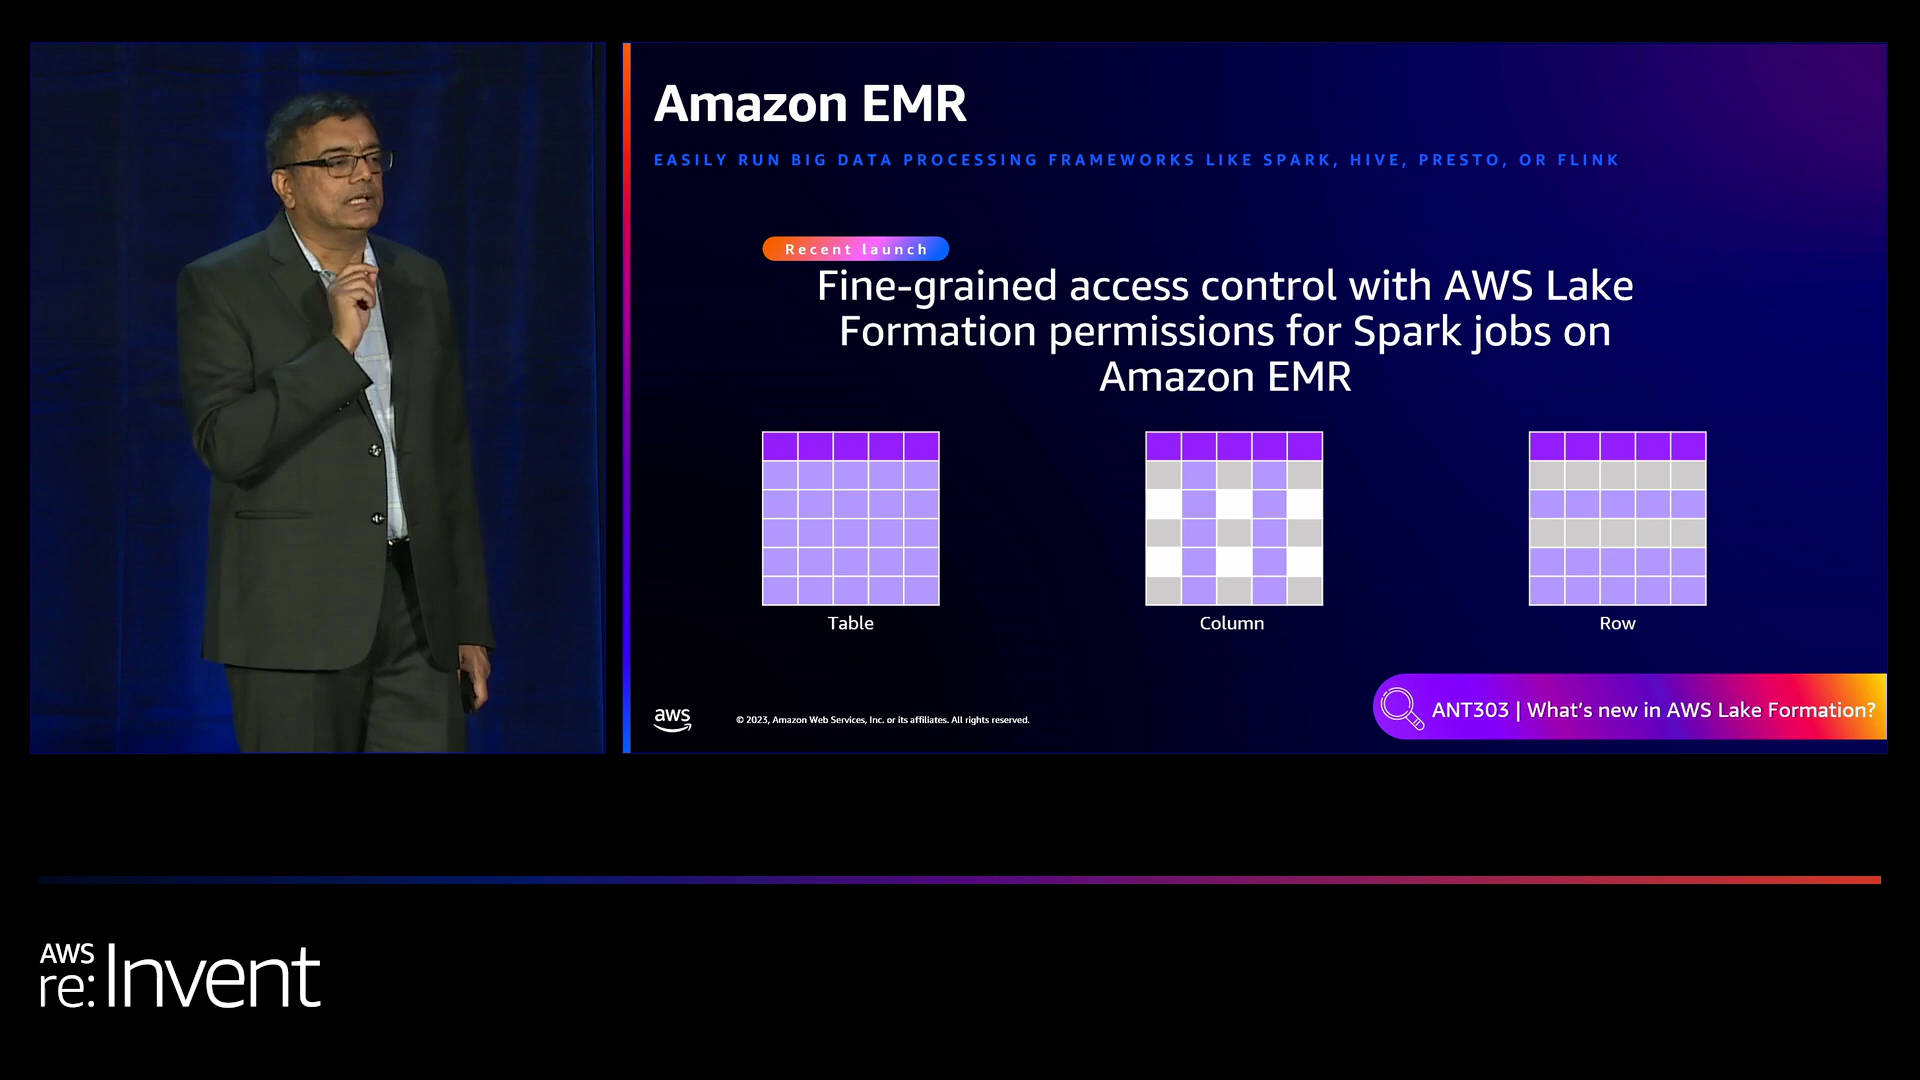 Amazon EMR
EASILY RUN BIG DATA PROCESSING FRAMEWORKS LIKE SPARK, HIVE, PRESTO, OR FLINK
Recent launch
Fine-grained access control with AWS Lake
Formation permissions for Spark jobs on
Amazon EMR
Table
Column
Row
aws
© 2023, Amazon Web Services, Inc. or its affiliates. All rights reserved.
ANT303 | What's new in AWS Lake Formation?
AWS
re:Invent